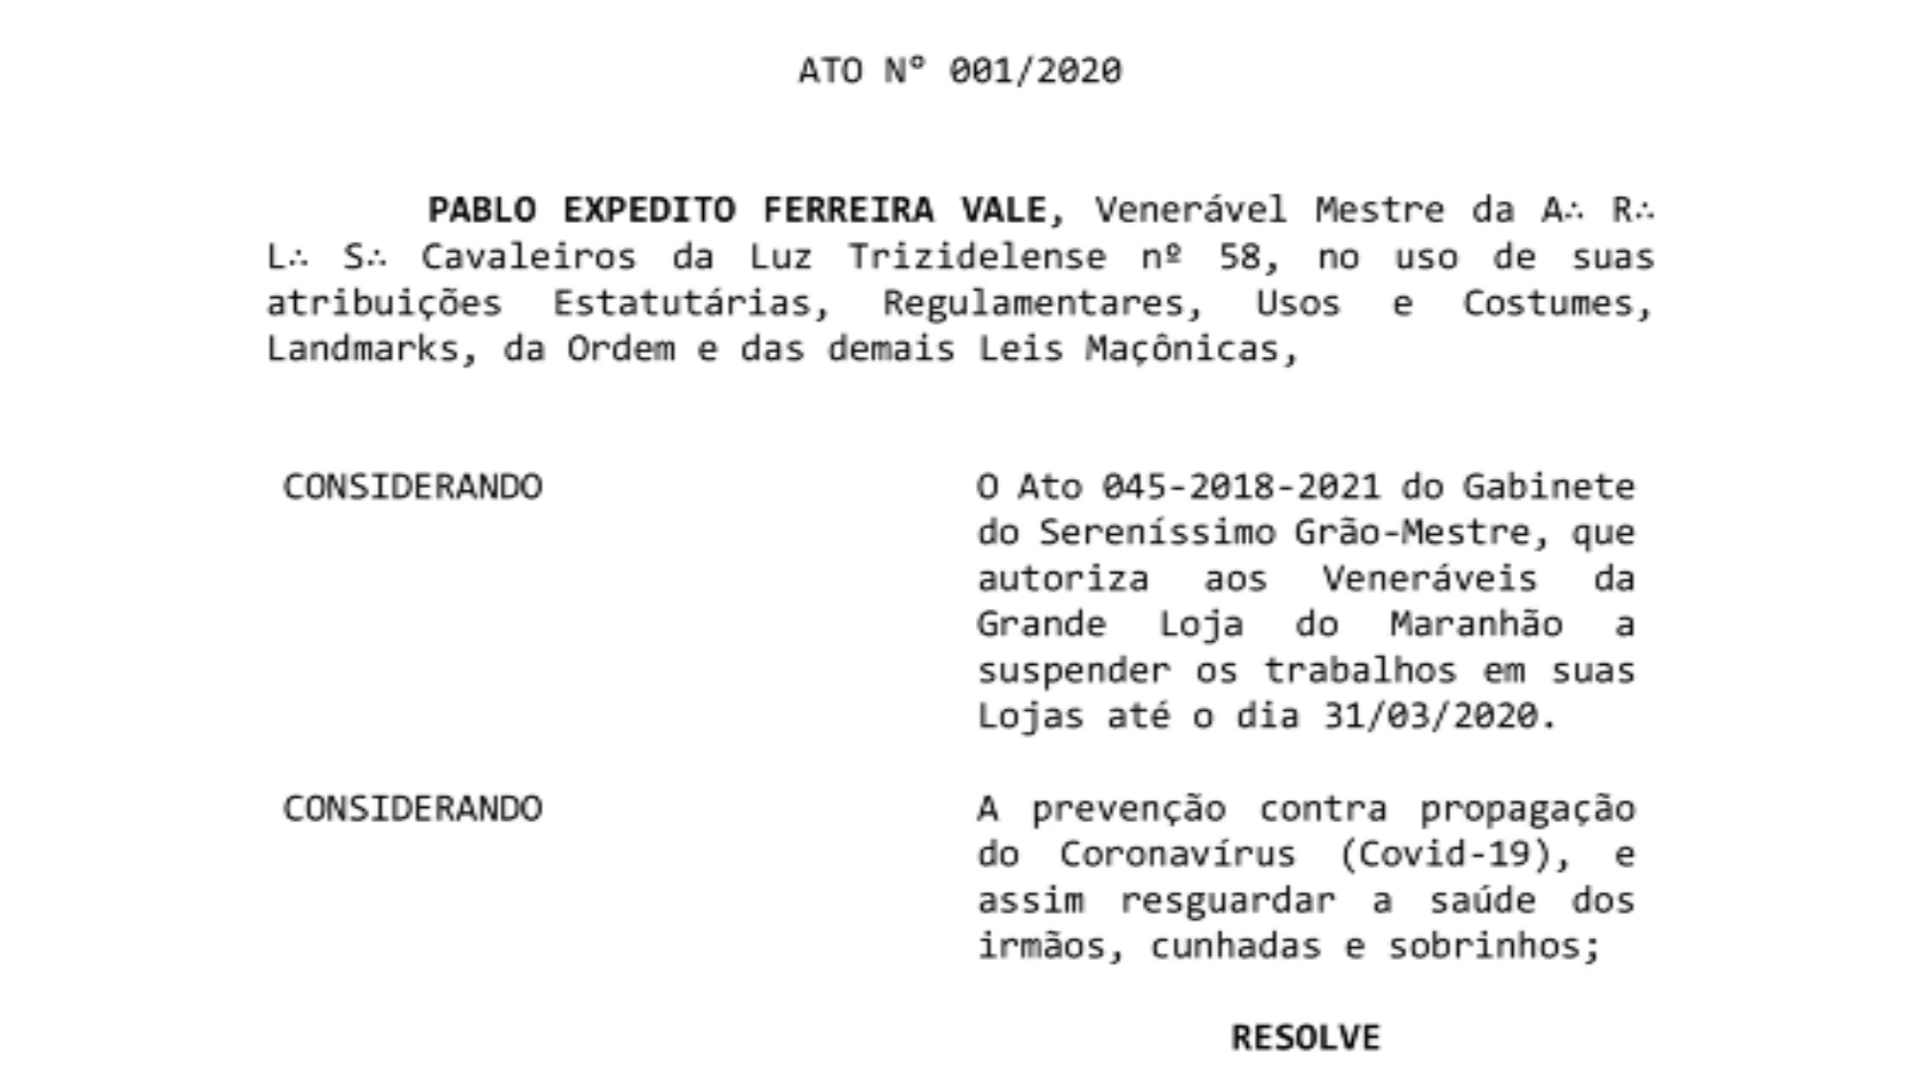 ATO N° 001/2020
PABLO EXPEDITO FERREIRA VALE, Venerável Mestre da A∴ R∴
L∴ S∴ Cavaleiros da Luz Trizidelense nº 58, no uso de suas
atribuições Estatutárias, Regulamentares, Usos e Costumes,
Landmarks, da Ordem e das demais Leis Maçônicas,
CONSIDERANDO
O Ato 045-2018-2021 do Gabinete
do Sereníssimo Grão-Mestre, que
autoriza aos Veneráveis da
Grande Loja do Maranhão a
suspender os trabalhos em suas
Lojas até o dia 31/03/2020.
CONSIDERANDO
A prevenção contra propagação
do Coronavírus (Covid-19), e
assim resguardar a saúde dos
irmãos, cunhadas e sobrinhos;
RESOLVE